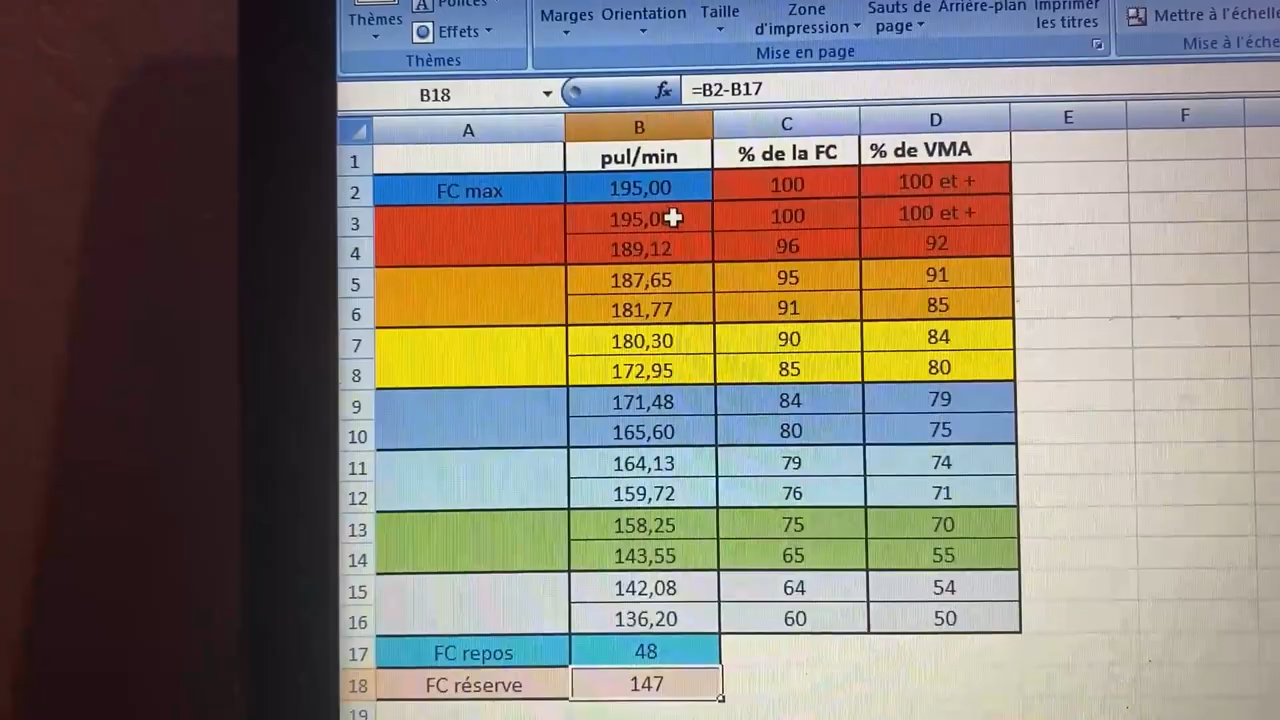 Thèmes
Effets
Thèmes
Marges Orientation Taille Zone d'impression Sauts de page Arrière-plan Imprimer les titres
Mise en page
Mettre à l'échelle
Mise à l'éche
B18 fx =B2-B17
A B C D E F
1 pul/min % de la FC % de VMA
2 FC max 195,00 100 100 et +
3 195,0 100 100 et +
4 189,12 96 92
5 187,65 95 91
6 181,77 91 85
7 180,30 90 84
8 172,95 85 80
9 171,48 84 79
10 165,60 80 75
11 164,13 79 74
12 159,72 76 71
13 158,25 75 70
14 143,55 65 55
15 142,08 64 54
16 136,20 60 50
17 FC repos 48
18 FC réserve 147
19